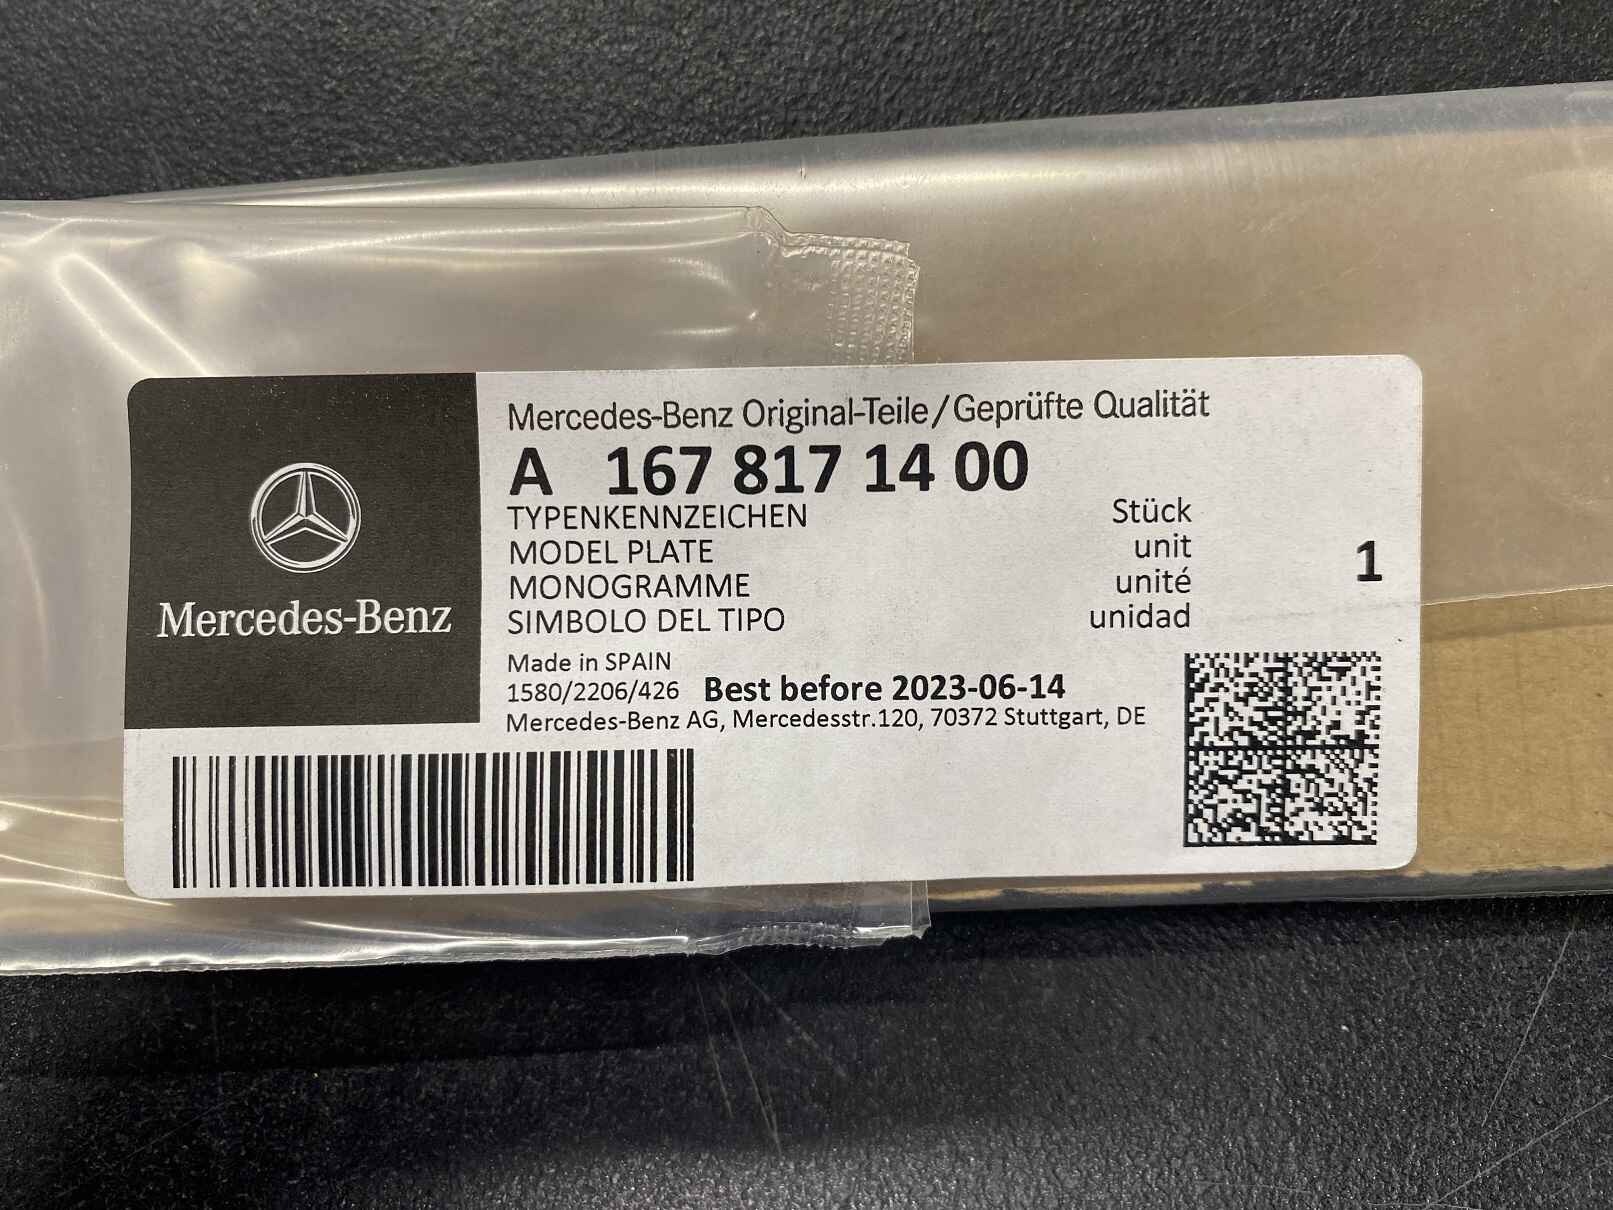 Mercedes-Benz
Mercedes-Benz Original-Teile/Geprüfte Qualität
A 167 817 14 00
TYPENKENNZEICHEN
MODEL PLATE
MONOGRAMME
SIMBOLO DEL TIPO
Stück
unit
unité
unidad
1
Made in SPAIN
1580/2206/426 Best before 2023-06-14
Mercedes-Benz AG, Mercedesstr.120, 70372 Stuttgart, DE